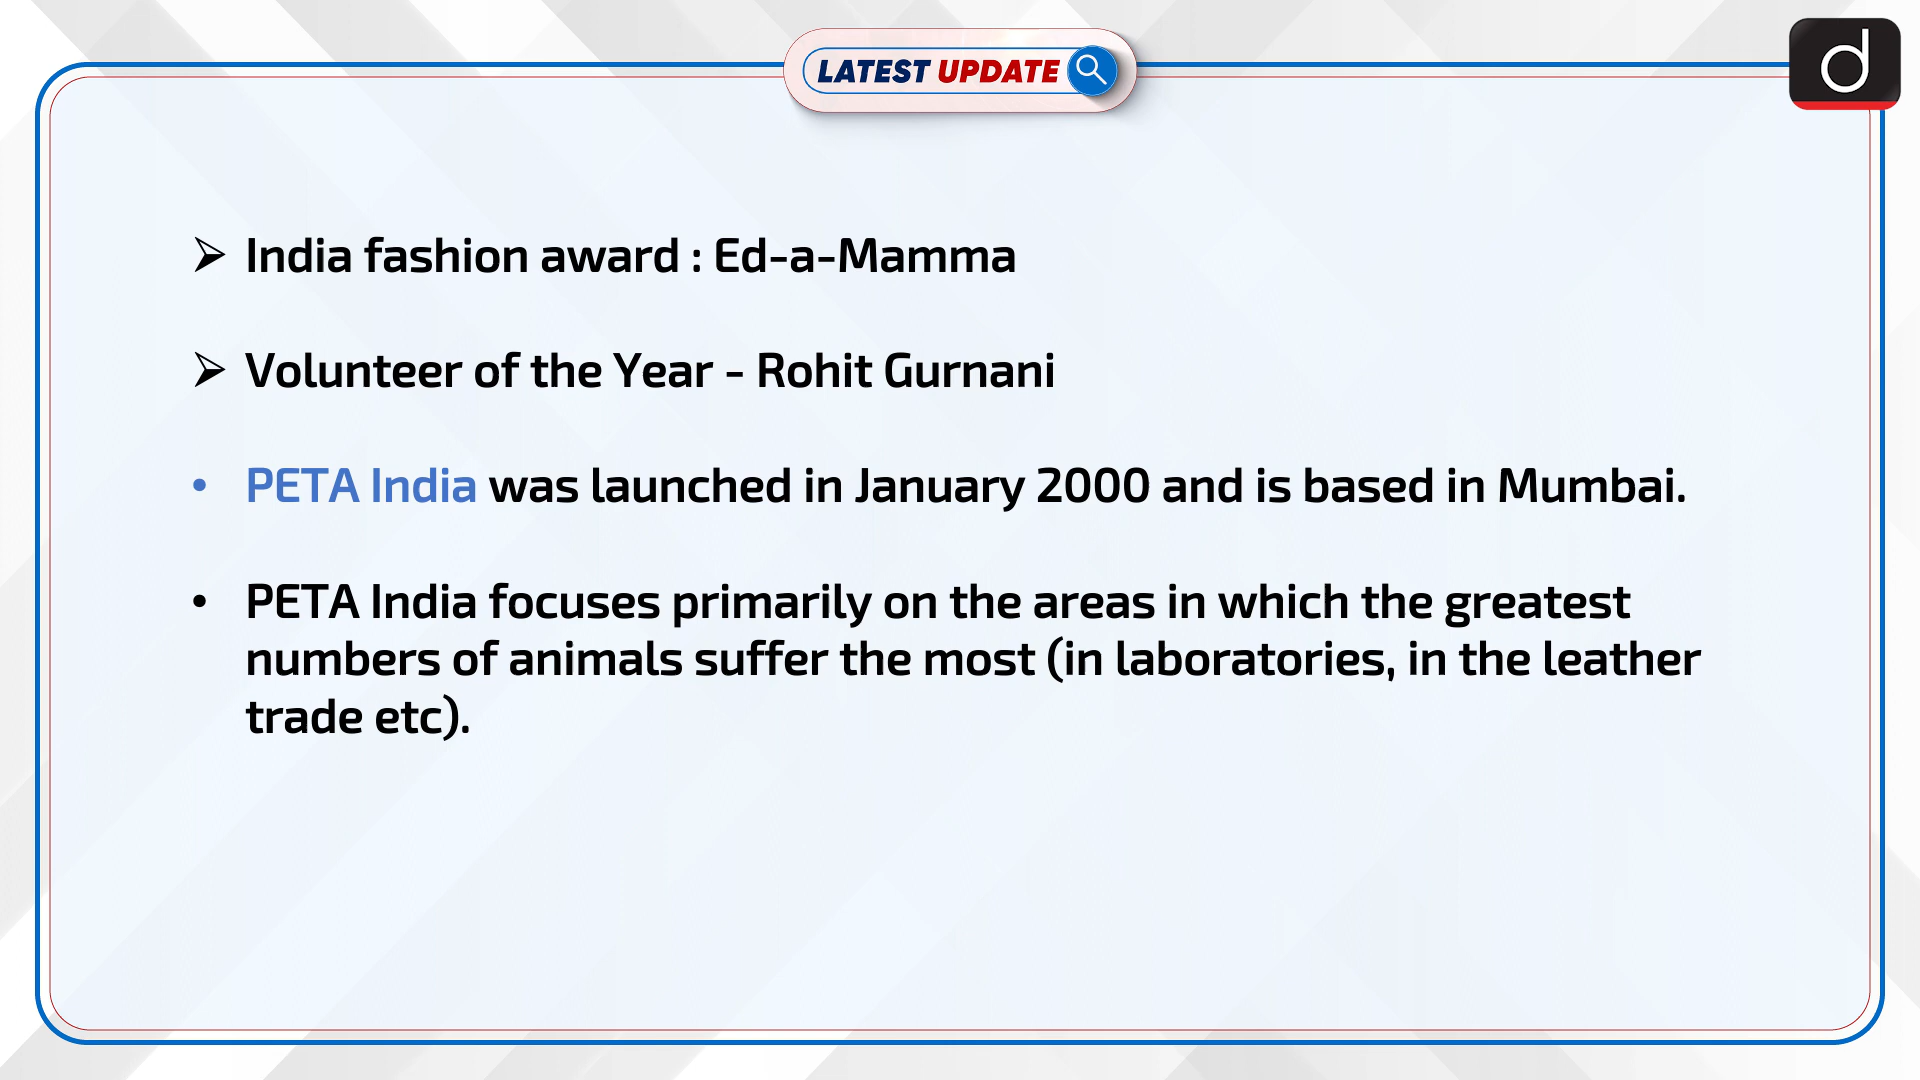 LATEST UPDATE
d
➢ India fashion award : Ed-a-Mamma
➢ Volunteer of the Year - Rohit Gurnani
• PETA India was launched in January 2000 and is based in Mumbai.
• PETA India focuses primarily on the areas in which the greatest
numbers of animals suffer the most (in laboratories, in the leather
trade etc).